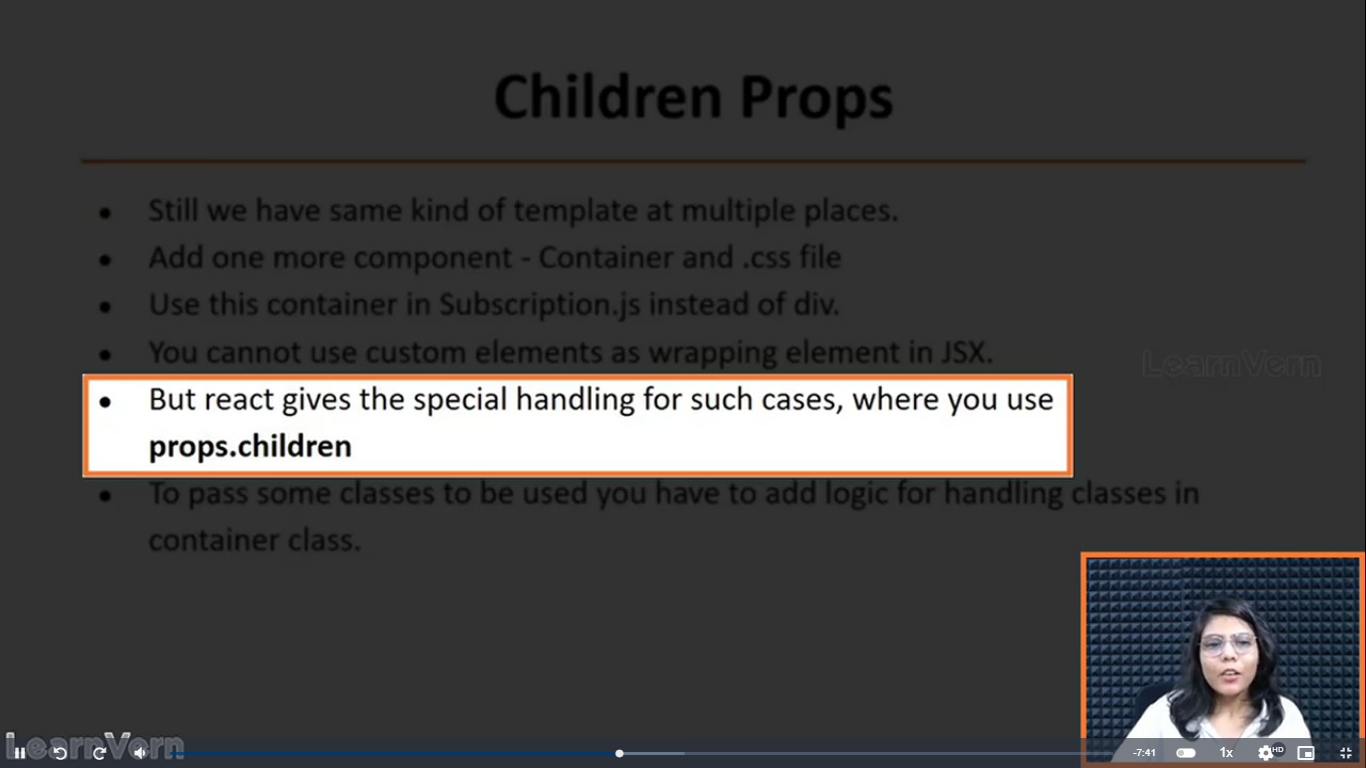 Children Props
• Still we have same kind of template at multiple places.
• Add one more component - Container and .css file
• Use this container in Subscription.js instead of div.
• You cannot use custom elements as wrapping element in JSX.
LearnVern
• But react gives the special handling for such cases, where you use
props.children
• To pass some classes to be used you have to add logic for handling classes in
container class.
LearnVern
-7:41
1x
HD